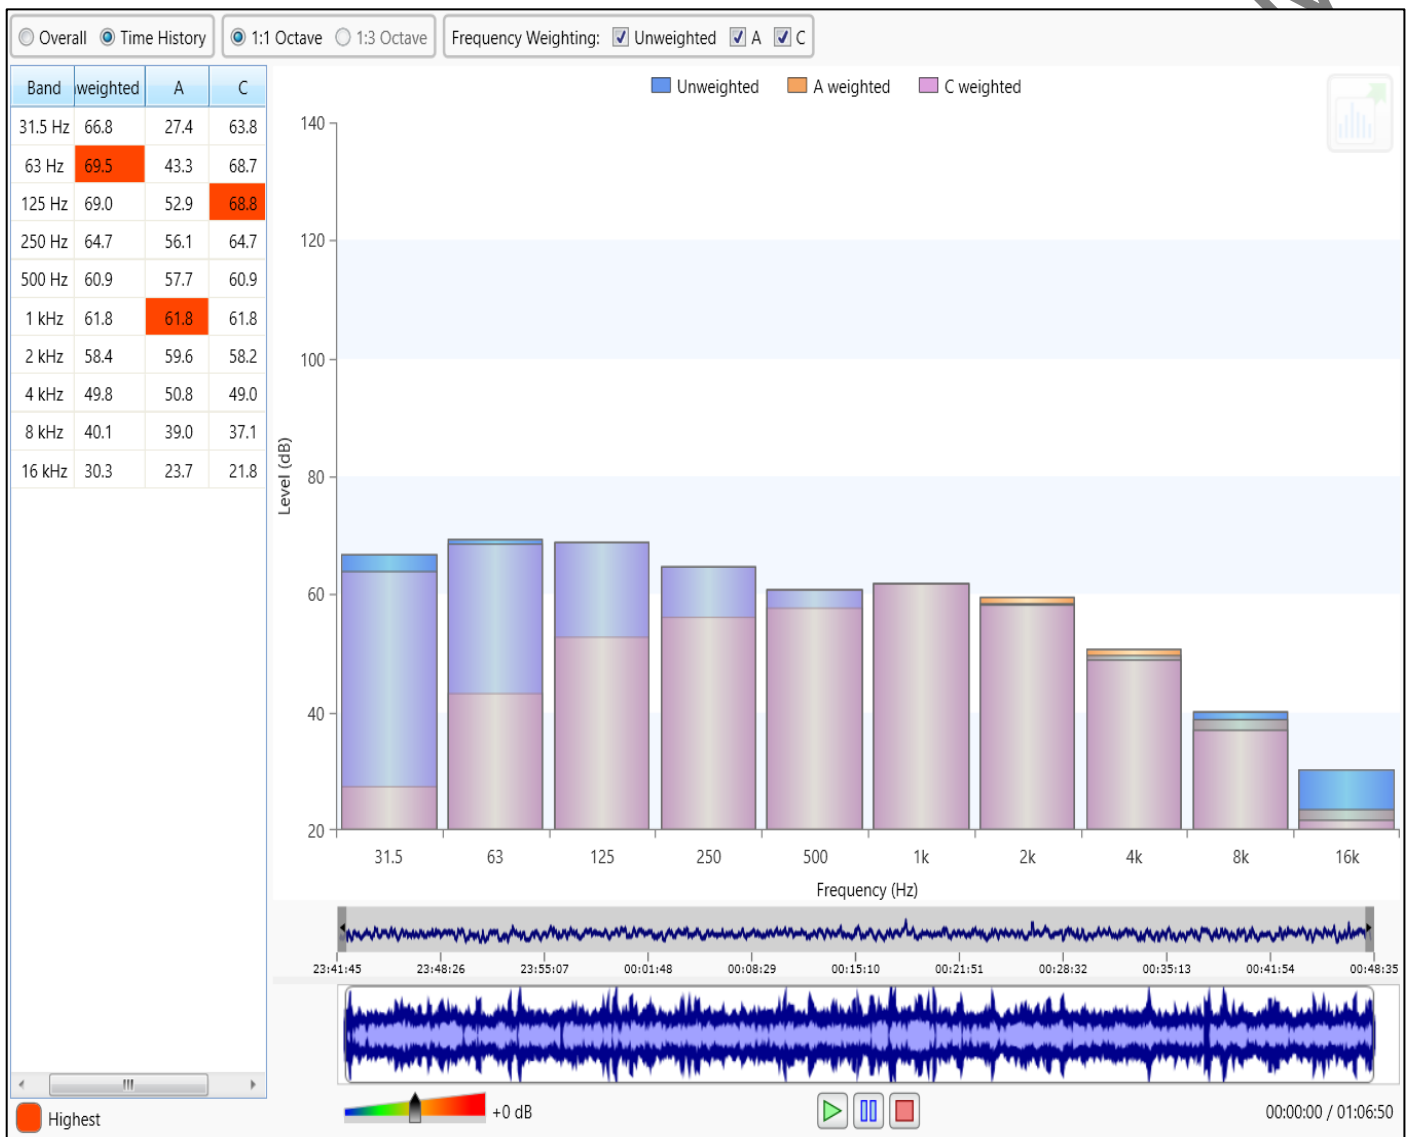 Overall Time History 1:1 Octave 1:3 Octave Frequency Weighting: Unweighted A C
Band weighted A C
31.5 Hz 66.8 27.4 63.8
63 Hz 69.5 43.3 68.7
125 Hz 69.0 52.9 68.8
250 Hz 64.7 56.1 64.7
500 Hz 60.9 57.7 60.9
1 kHz 61.8 61.8 61.8
2 kHz 58.4 59.6 58.2
4 kHz 49.8 50.8 49.0
8 kHz 40.1 39.0 37.1
16 kHz 30.3 23.7 21.8
Highest
Unweighted A weighted C weighted
Level (dB)
140
120
100
80
60
40
20
31.5 63 125 250 500 1k 2k 4k 8k 16k
Frequency (Hz)
23:41:45 23:48:26 23:55:07 00:01:48 00:08:29 00:15:10 00:21:51 00:28:32 00:35:13 00:41:54 00:48:35
+0 dB
00:00:00 / 01:06:50